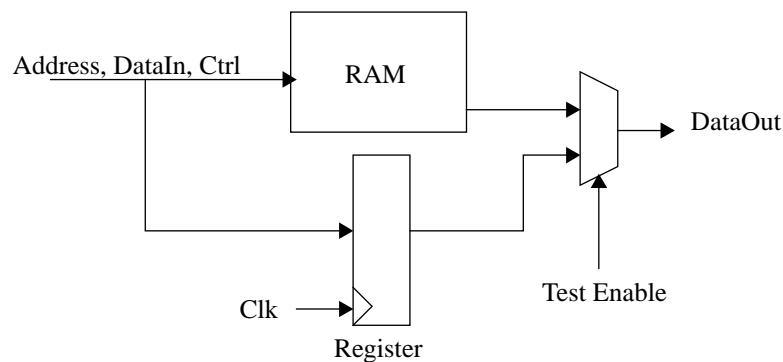 Address, DataIn, Ctrl
RAM
DataOut
Test Enable
Clk
Register